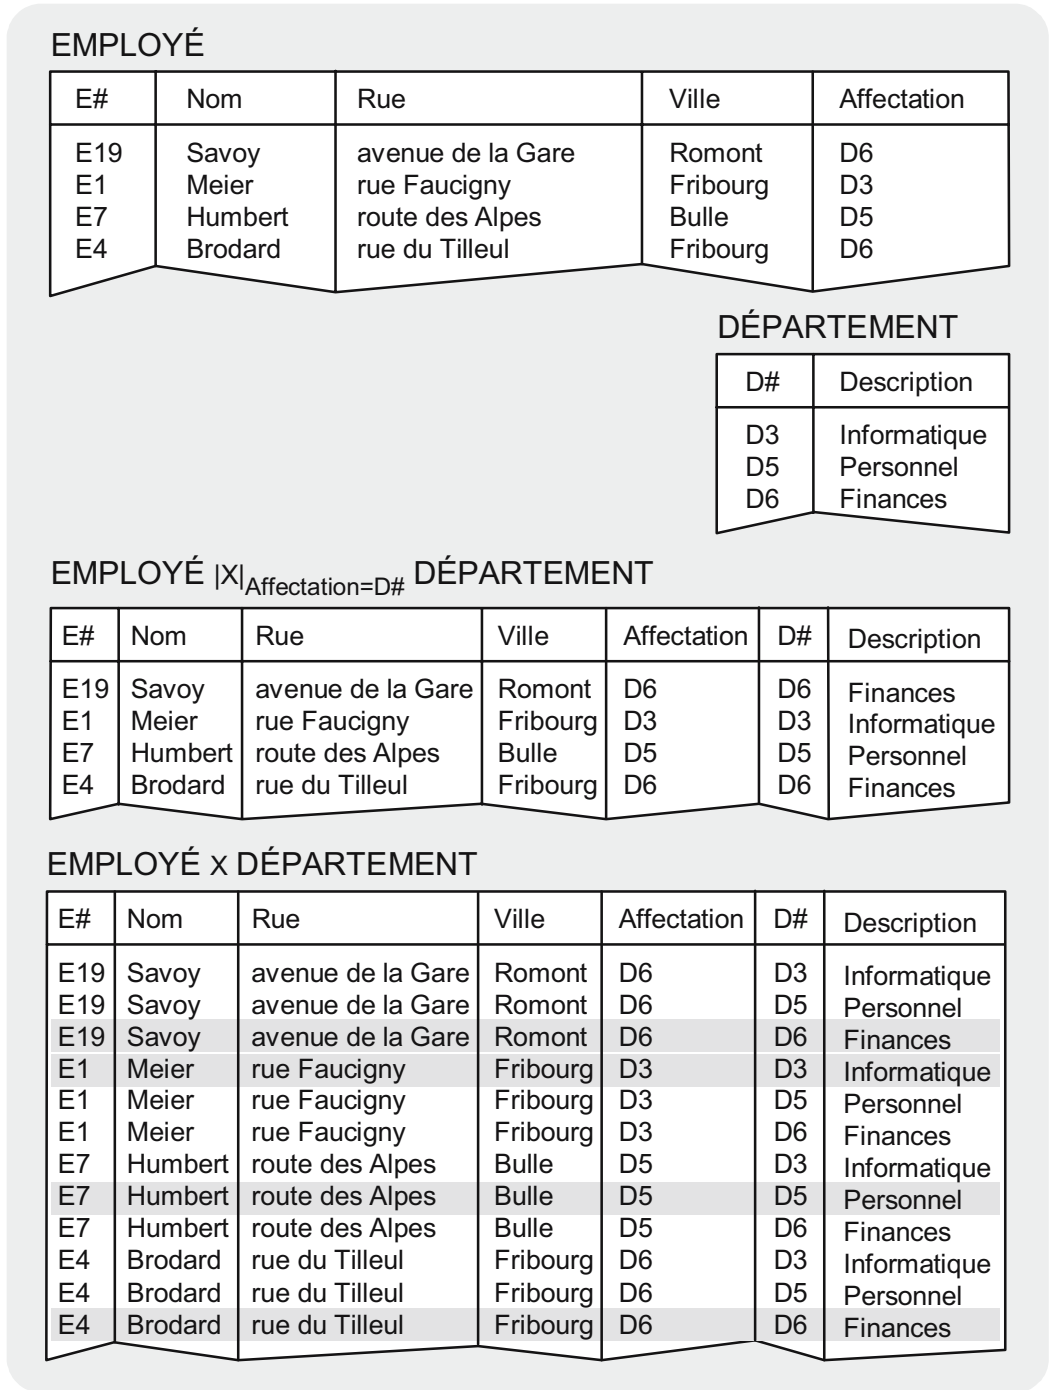 EMPLOYÉ
E# Nom Rue Ville Affectation
E19 Savoy avenue de la Gare Romont D6
E1 Meier rue Faucigny Fribourg D3
E7 Humbert route des Alpes Bulle D5
E4 Brodard rue du Tilleul Fribourg D6
DÉPARTEMENT
D# Description
D3 Informatique
D5 Personnel
D6 Finances
EMPLOYÉ |X|Affectation=D# DÉPARTEMENT
E# Nom Rue Ville Affectation D# Description
E19 Savoy avenue de la Gare Romont D6 D6 Finances
E1 Meier rue Faucigny Fribourg D3 D3 Informatique
E7 Humbert route des Alpes Bulle D5 D5 Personnel
E4 Brodard rue du Tilleul Fribourg D6 D6 Finances
EMPLOYÉ X DÉPARTEMENT
E# Nom Rue Ville Affectation D# Description
E19 Savoy avenue de la Gare Romont D6 D3 Informatique
E19 Savoy avenue de la Gare Romont D6 D5 Personnel
E19 Savoy avenue de la Gare Romont D6 D6 Finances
E1 Meier rue Faucigny Fribourg D3 D3 Informatique
E1 Meier rue Faucigny Fribourg D3 D5 Personnel
E1 Meier rue Faucigny Fribourg D3 D6 Finances
E7 Humbert route des Alpes Bulle D5 D3 Informatique
E7 Humbert route des Alpes Bulle D5 D5 Personnel
E7 Humbert route des Alpes Bulle D5 D6 Finances
E4 Brodard rue du Tilleul Fribourg D6 D3 Informatique
E4 Brodard rue du Tilleul Fribourg D6 D5 Personnel
E4 Brodard rue du Tilleul Fribourg D6 D6 Finances